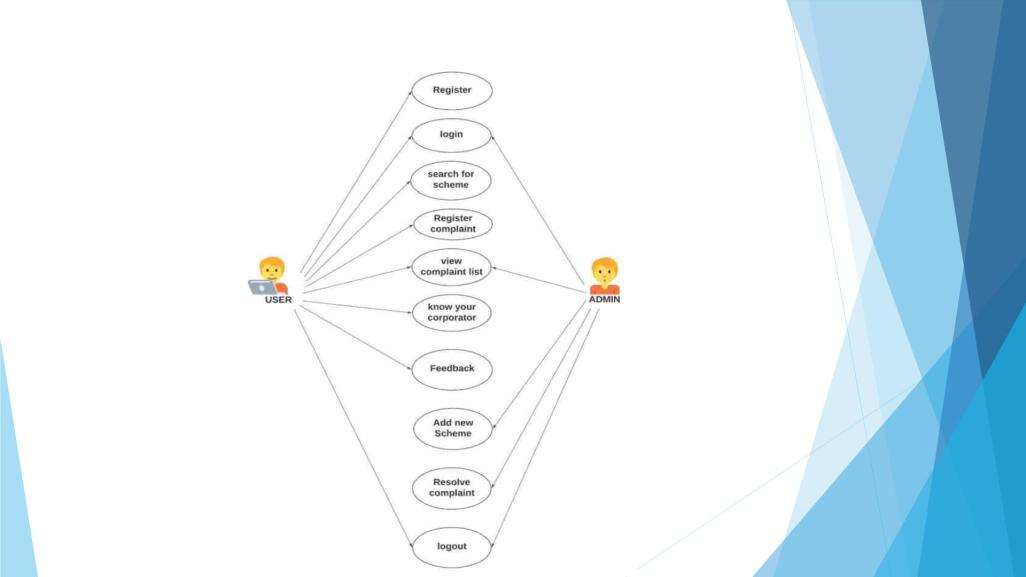 Register
login
search for
scheme
Register
complaint
view
complaint list
USER
ADMIN
know your
corporator
Feedback
Add new
Scheme
Resolve
complaint
logout